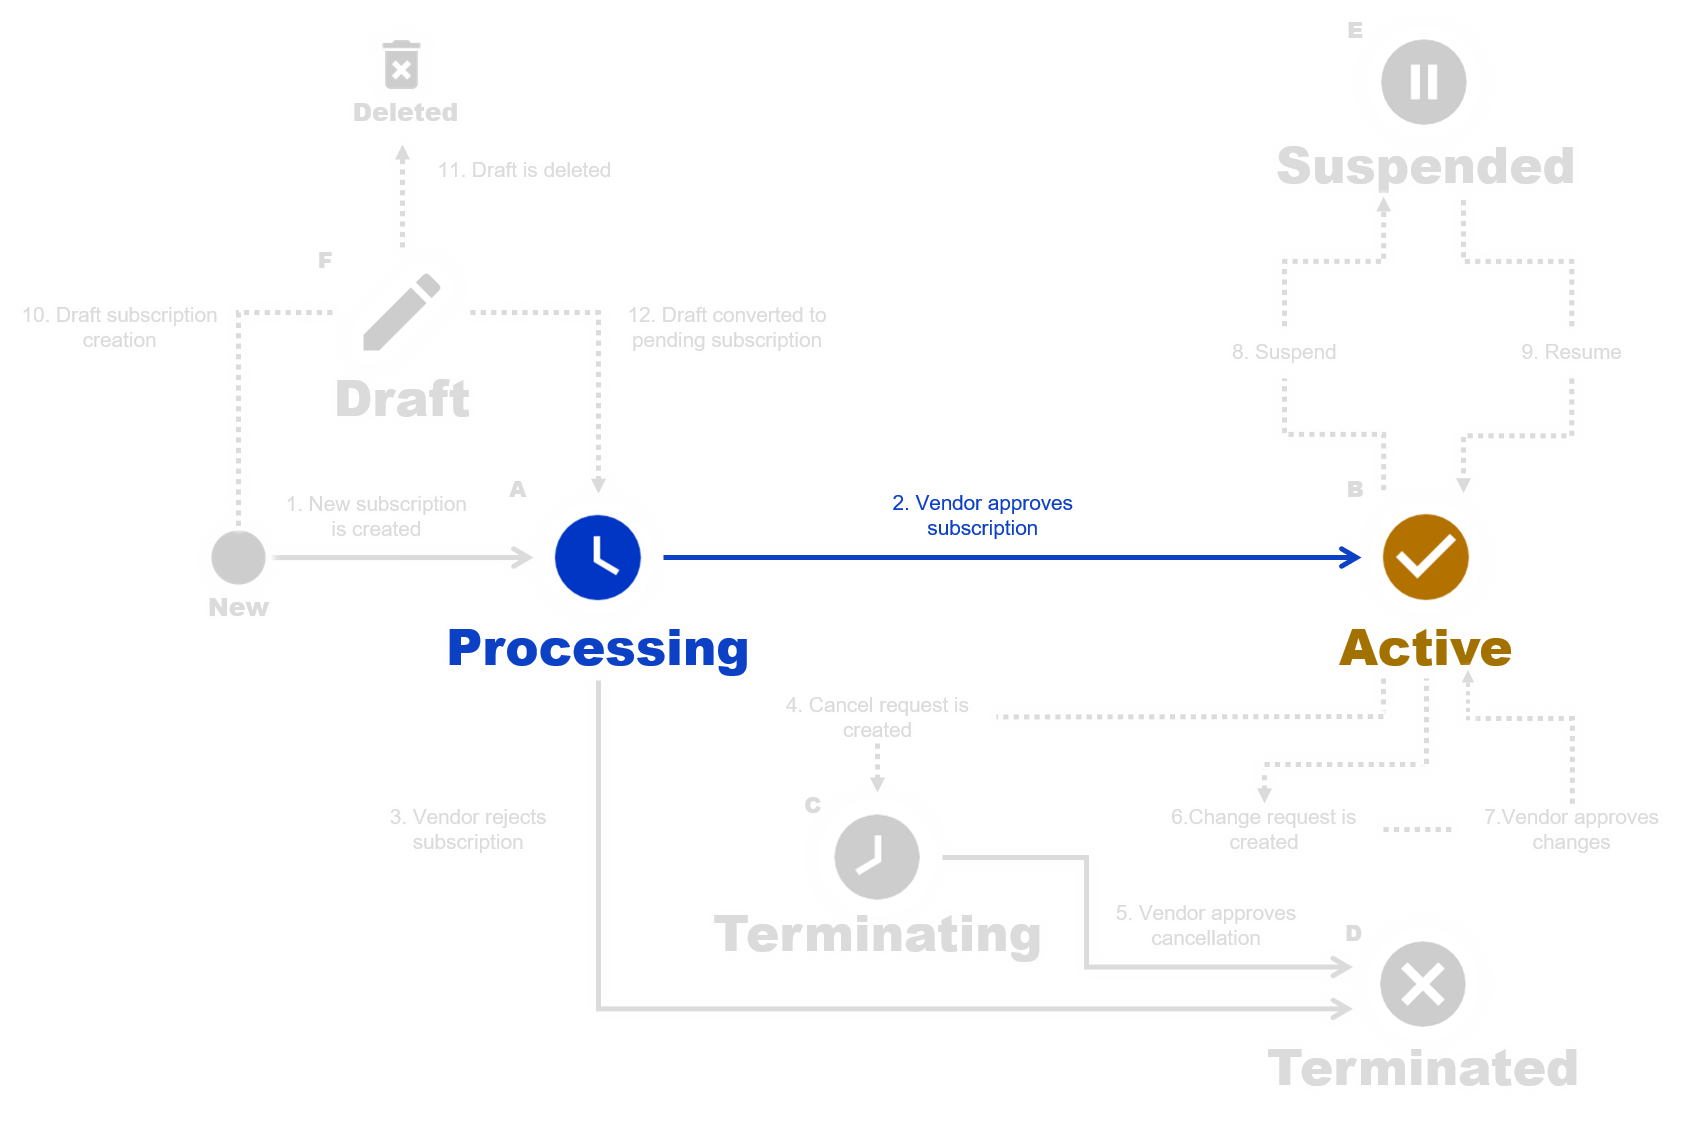 E
Deleted
11. Draft is deleted
Suspended
F
10. Draft subscription
creation
12. Draft converted to
pending subscription
8. Suspend
9. Resume
Draft
1. New subscription
is created
A
2. Vendor approves
subscription
B
New
Processing
Active
4. Cancel request is
created
3. Vendor rejects
subscription
C
6.Change request is
created
7.Vendor approves
changes
Terminating
5. Vendor approves
cancellation
D
Terminated